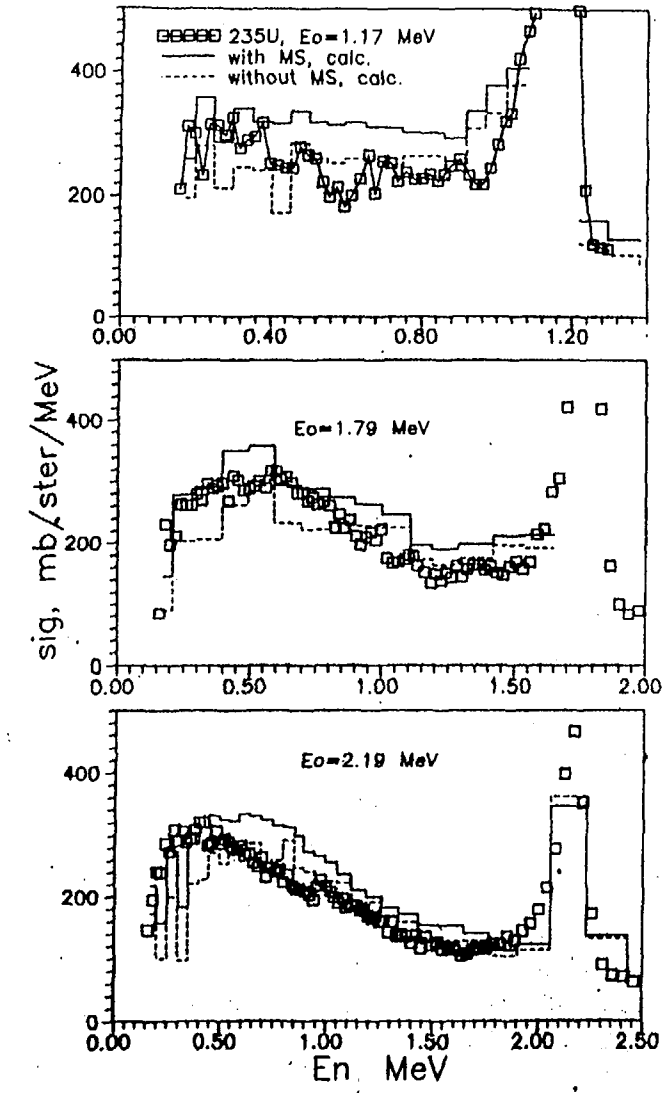 235U, Eo=1.17 MeV
with MS, calc.
without MS, calc.
400
200
0
0.00 0.40 0.80 1.20
Eo=1.79 MeV
400
200
0
0.00 0.50 1.00 1.50 2.00
sig, mb/ster/MeV
Eo=2.19 MeV
400
200
0
0.00 0.50 1.00 1.50 2.00 2.50
En MeV